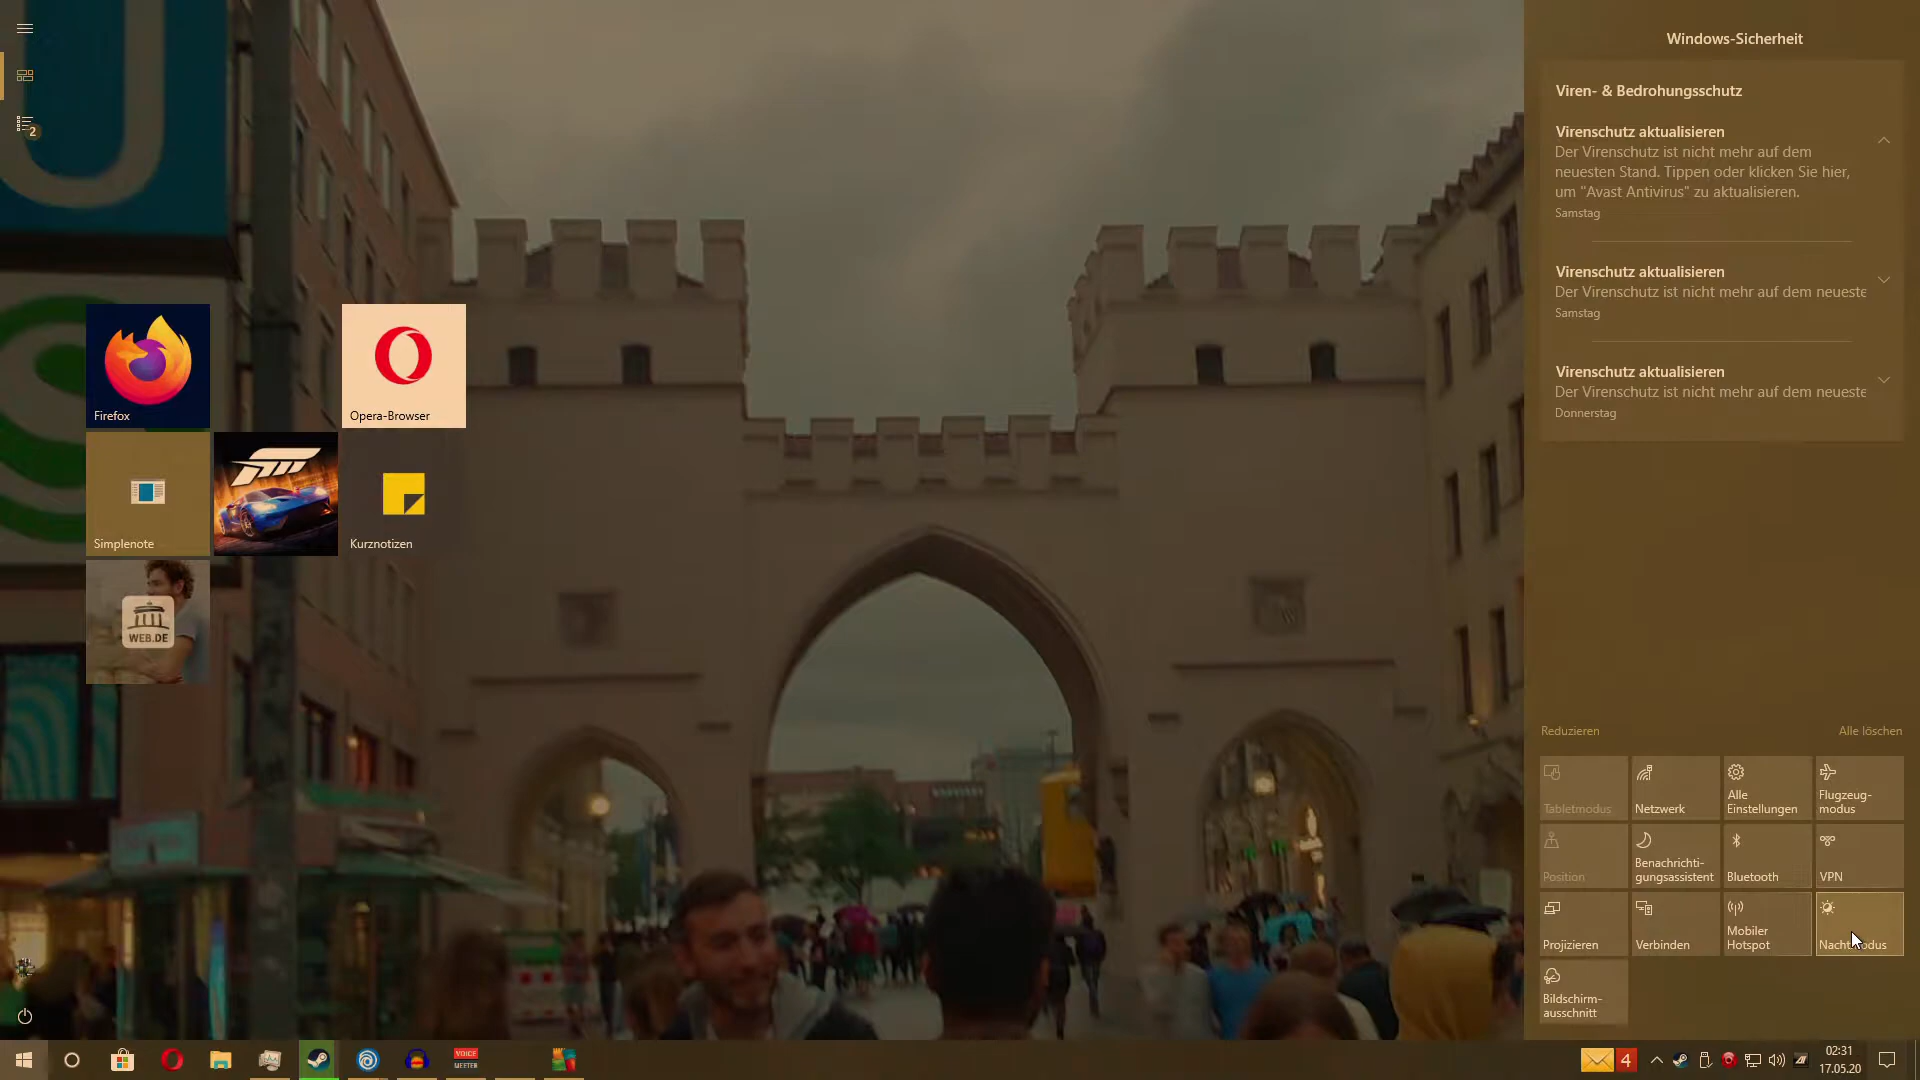 2
Firefox
Opera-Browser
Simplenote
Kurznotizen
WEB.DE
Windows-Sicherheit
Viren- & Bedrohungsschutz
Virenschutz aktualisieren
Der Virenschutz ist nicht mehr auf dem
neuesten Stand. Tippen oder klicken Sie hier,
um "Avast Antivirus" zu aktualisieren.
Samstag
Virenschutz aktualisieren
Der Virenschutz ist nicht mehr auf dem neueste
Samstag
Virenschutz aktualisieren
Der Virenschutz ist nicht mehr auf dem neueste
Donnerstag
Reduzieren
Alle löschen
Tabletmodus
Netzwerk
Alle
Einstellungen
Flugzeug-
modus
Position
Benachrichti-
gungsassistent
Bluetooth
VPN
Projizieren
Verbinden
Mobiler
Hotspot
Nachtmodus
Bildschirm-
ausschnitt
VOICE
MEETER
4
02:31
17.05.20